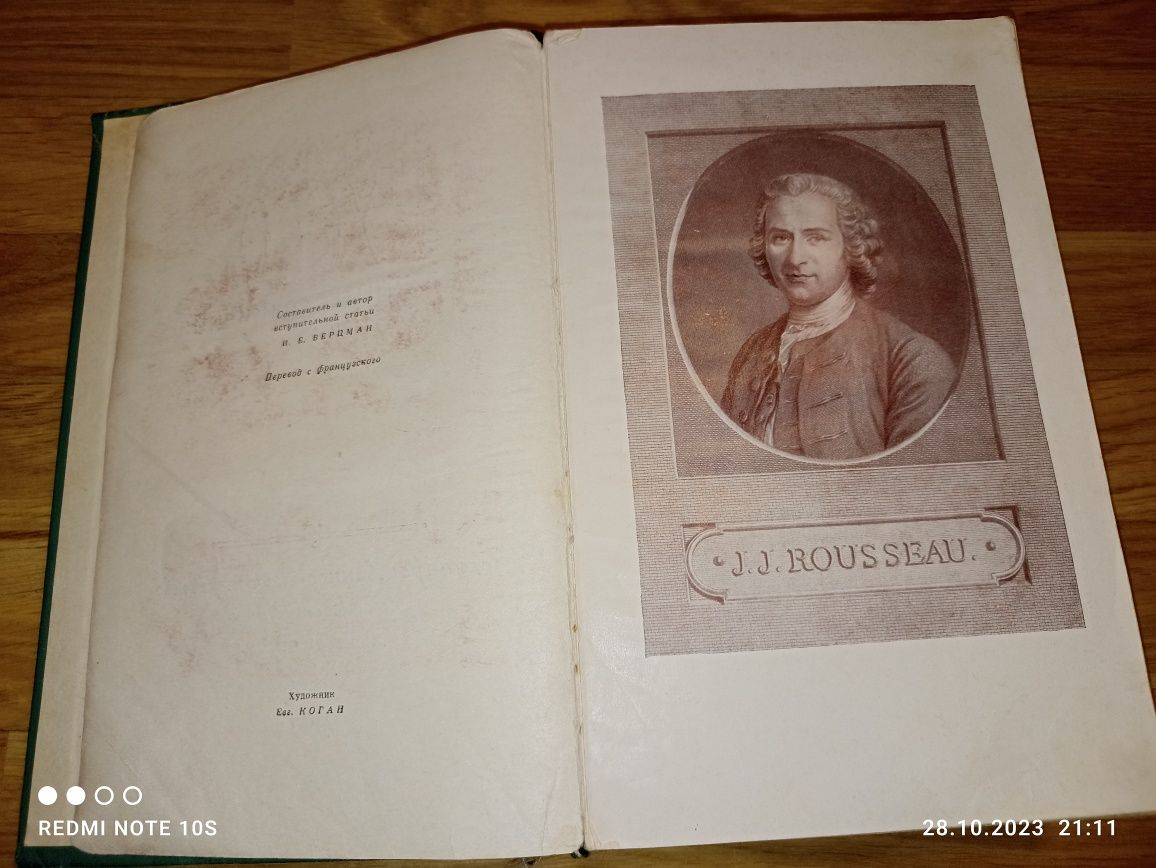 Составитель и автор
вступительной статьи
И. Е. ВЕРЦМАН
Перевод с французского
Художник
Евг. КОГАН
J. J. ROUSSEAU.
REDMI NOTE 10S
28.10.2023 21:11